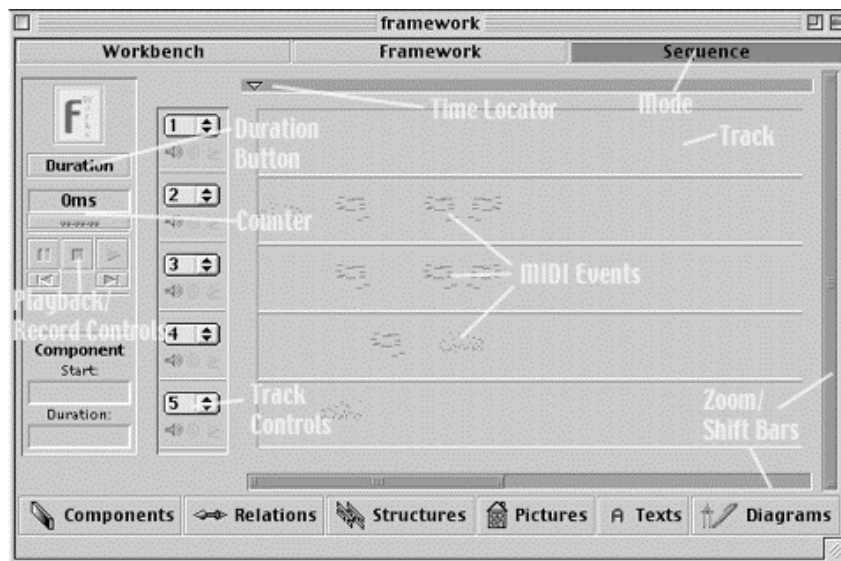 framework
Workbench
Framework
Sequence
Time Locator
Mode
F
1
Duration
Button
Track
Duration
0ms
2
Counter
3
MIDI Events
Playback/
Record Controls
4
Component
Start:
Duration:
5
Track
Controls
Zoom/
Shift Bars
Components
Relations
Structures
Pictures
A Texts
Diagrams